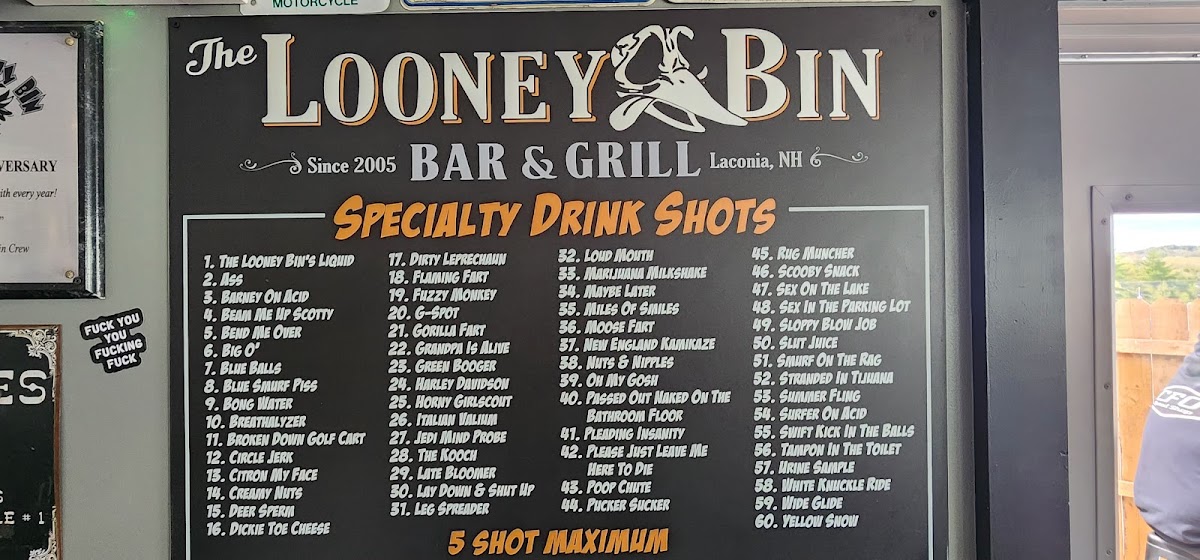 MOTORCYCLE
BIN
VERSARY
ith every year!
in Crew
FUCK YOU
YOU
FUCKING
FUCK
ES
LE #1
The LOONEY BIN
Since 2005 BAR & GRILL Laconia, NH
SPECIALTY DRINK SHOTS
1. THE LOONEY BIN'S LIQUID
2. ASS
3. BARNEY ON ACID
4. BEAM ME UP SCOTTY
5. BEND ME OVER
6. BIG O'
7. BLUE BALLS
8. BLUE SMURF PISS
9. BONG WATER
10. BREATHALYZER
11. BROKEN DOWN GOLF CART
12. CIRCLE JERK
13. CITRON MY FACE
14. CREAMY NUTS
15. DEER SPERM
16. DICKIE TOE CHEESE
17. DIRTY LEPRECHAUN
18. FLAMING FART
19. FUZZY MONKEY
20. G-SPOT
21. GORILLA FART
22. GRANDPA IS ALIVE
23. GREEN BOOGER
24. HARLEY DAVIDSON
25. HORNY GIRLSCOUT
26. ITALIAN VALIUM
27. JEDI MIND PROBE
28. THE KOOCH
29. LATE BLOOMER
30. LAY DOWN & SHUT UP
31. LEG SPREADER
32. LOUD MOUTH
33. MARIJUANA MILKSHAKE
34. MAYBE LATER
35. MILES OF SMILES
36. MOOSE FART
37. NEW ENGLAND KAMIKAZE
38. NUTS & NIPPLES
39. OH MY GOSH
40. PASSED OUT NAKED ON THE
BATHROOM FLOOR
41. PLEADING INSANITY
42. PLEASE JUST LEAVE ME
HERE TO DIE
43. POOP CHUTE
44. PUCKER SUCKER
45. RUG MUNCHER
46. SCOOBY SNACK
47. SEX ON THE LAKE
48. SEX IN THE PARKING LOT
49. SLOPPY BLOW JOB
50. SLUT JUICE
51. SMURF ON THE RAG
52. STRANDED IN TIJUANA
53. SUMMER FLING
54. SURFER ON ACID
55. SWIFT KICK IN THE BALLS
56. TAMPON IN THE TOILET
57. URINE SAMPLE
58. WHITE KNUCKLE RIDE
59. WIDE GLIDE
60. YELLOW SNOW
5 SHOT MAXIMUM